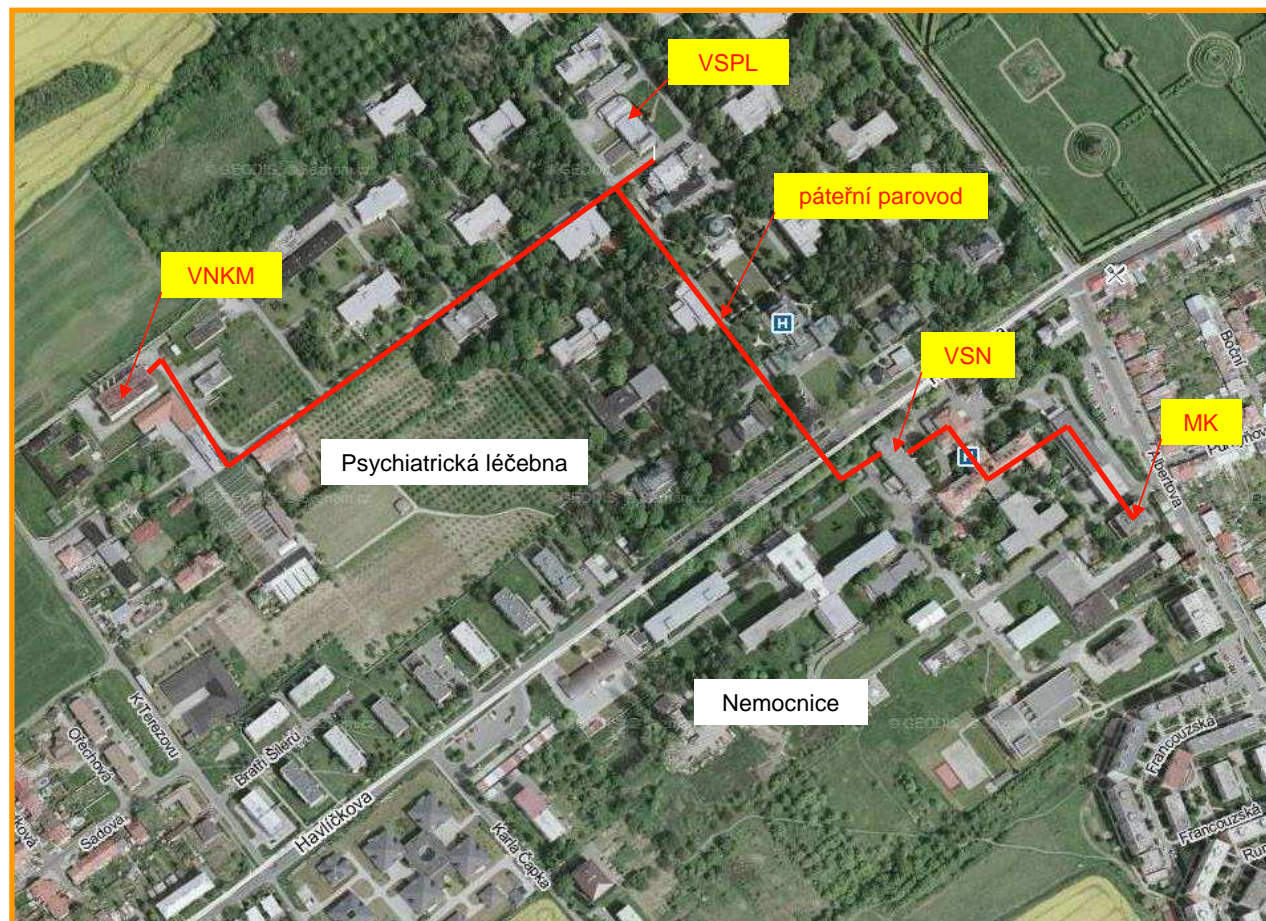 VSPL
páteřní parovod
VNKM
VSN
Boční
MK
Psychiatrická léčebna
Albertova
Nemocnice
K Terezovu
Ořechová
Bratří Šlerů
Sadová
Havlíčkova
Karla Čapka
Francouzská
Francouzská